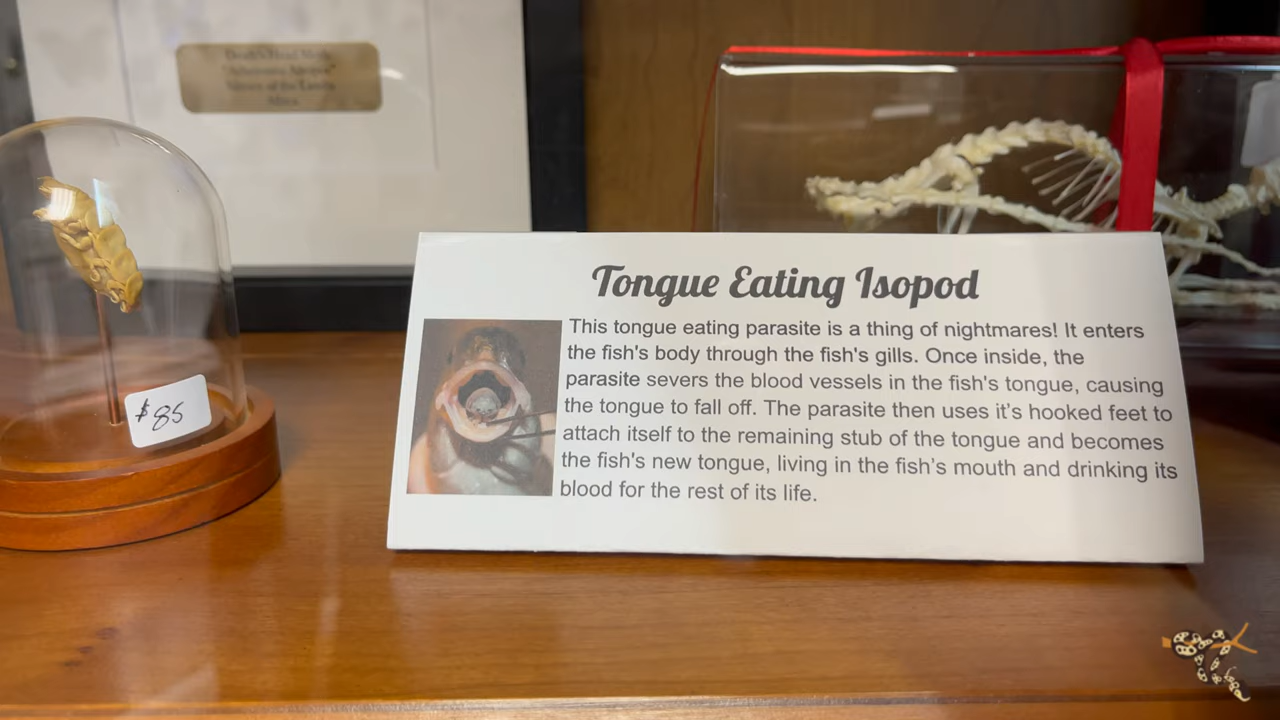 Death's Head Moth
Africa
$85
Tongue Eating Isopod
This tongue eating parasite is a thing of nightmares! It enters
the fish's body through the fish's gills. Once inside, the
parasite severs the blood vessels in the fish's tongue, causing
the tongue to fall off. The parasite then uses it's hooked feet to
attach itself to the remaining stub of the tongue and becomes
the fish's new tongue, living in the fish's mouth and drinking its
blood for the rest of its life.